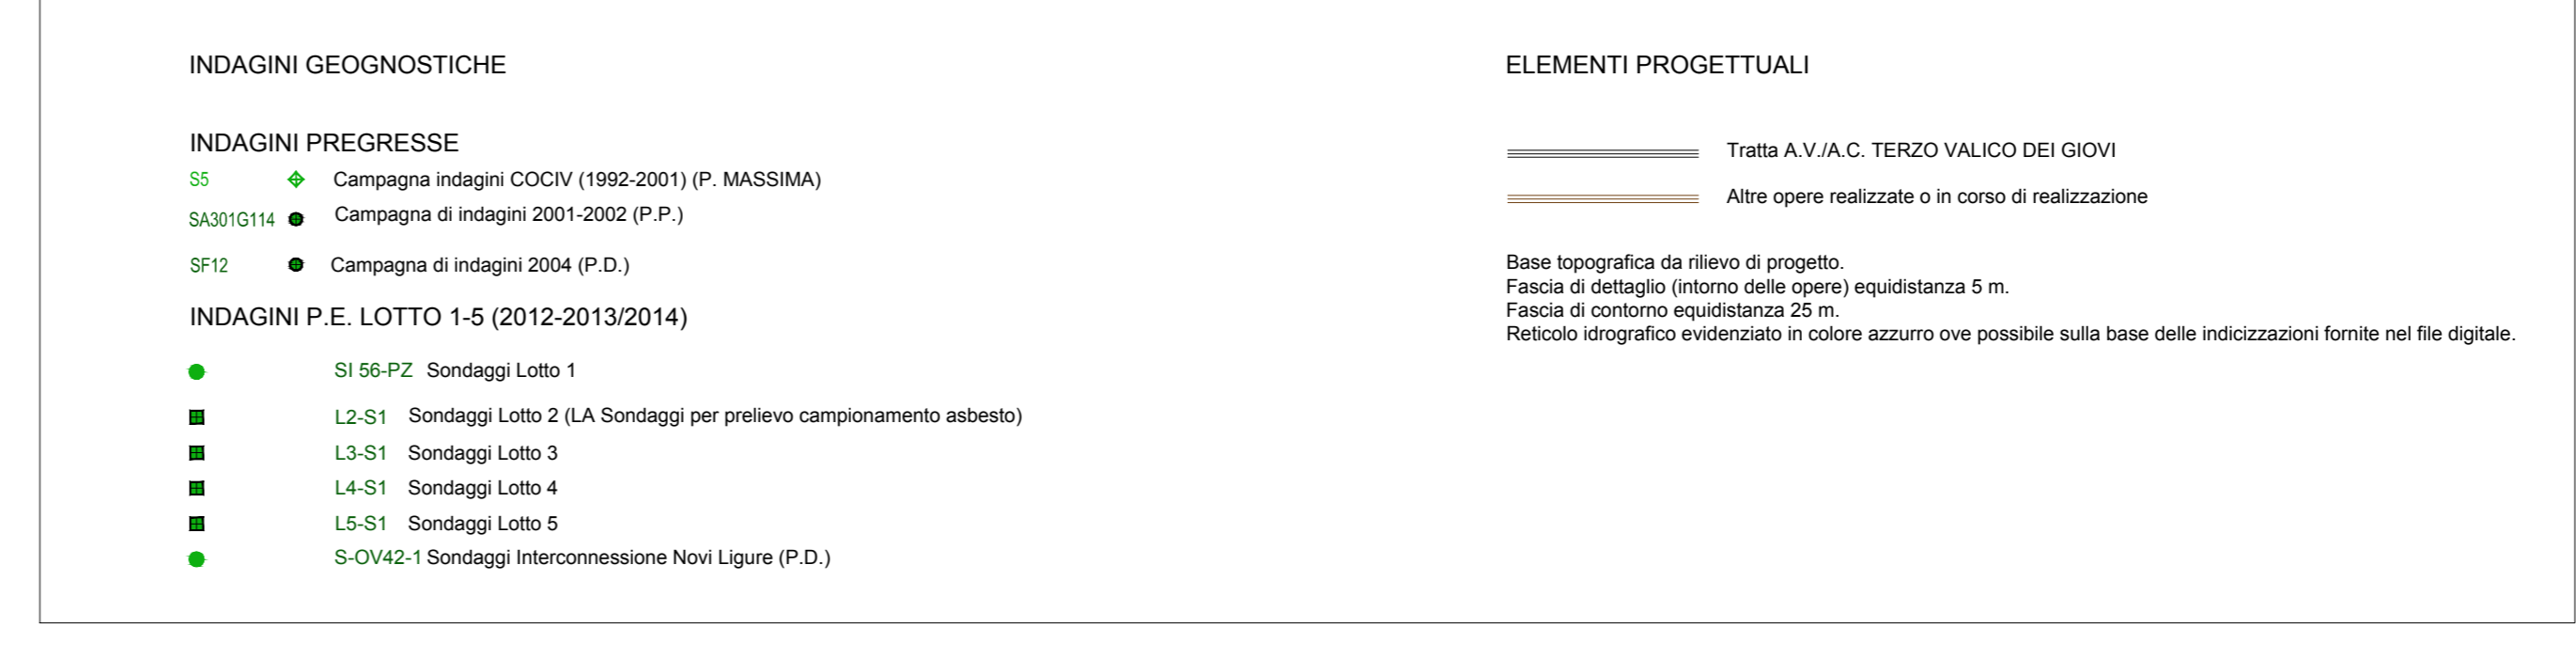 INDAGINI GEOGNOSTICHE
INDAGINI PREGRESSE
S5 Campagna indagini COCIV (1992-2001) (P. MASSIMA)
SA301G114 Campagna di indagini 2001-2002 (P.P.)
SF12 Campagna di indagini 2004 (P.D.)
INDAGINI P.E. LOTTO 1-5 (2012-2013/2014)
SI 56-PZ Sondaggi Lotto 1
L2-S1 Sondaggi Lotto 2 (LA Sondaggi per prelievo campionamento asbesto)
L3-S1 Sondaggi Lotto 3
L4-S1 Sondaggi Lotto 4
L5-S1 Sondaggi Lotto 5
S-OV42-1 Sondaggi Interconnessione Novi Ligure (P.D.)
ELEMENTI PROGETTUALI
Tratta A.V./A.C. TERZO VALICO DEI GIOVI
Altre opere realizzate o in corso di realizzazione
Base topografica da rilievo di progetto.
Fascia di dettaglio (intorno delle opere) equidistanza 5 m.
Fascia di contorno equidistanza 25 m.
Reticolo idrografico evidenziato in colore azzurro ove possibile sulla base delle indicizzazioni fornite nel file digitale.